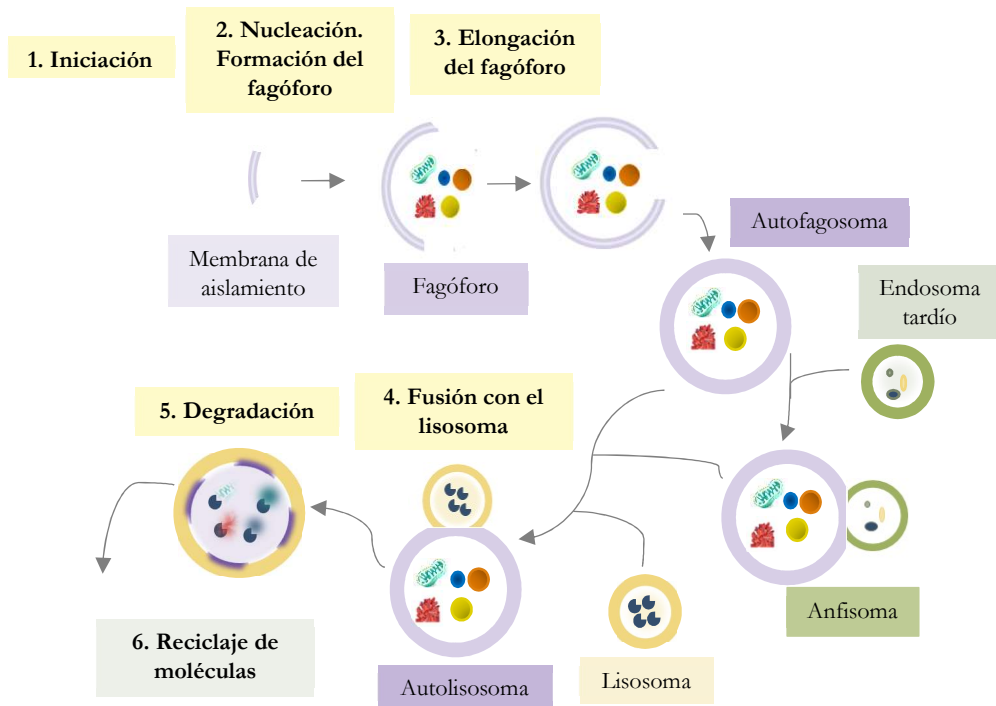 1. Iniciación
2. Nucleación.
Formación del
fagóforo
3. Elongación
del fagóforo
Membrana de
aislamiento
Fagóforo
Autofagosoma
Endosoma
tardío
5. Degradación
4. Fusión con el
lisosoma
6. Reciclaje de
moléculas
Autolisosoma
Lisosoma
Anfisoma